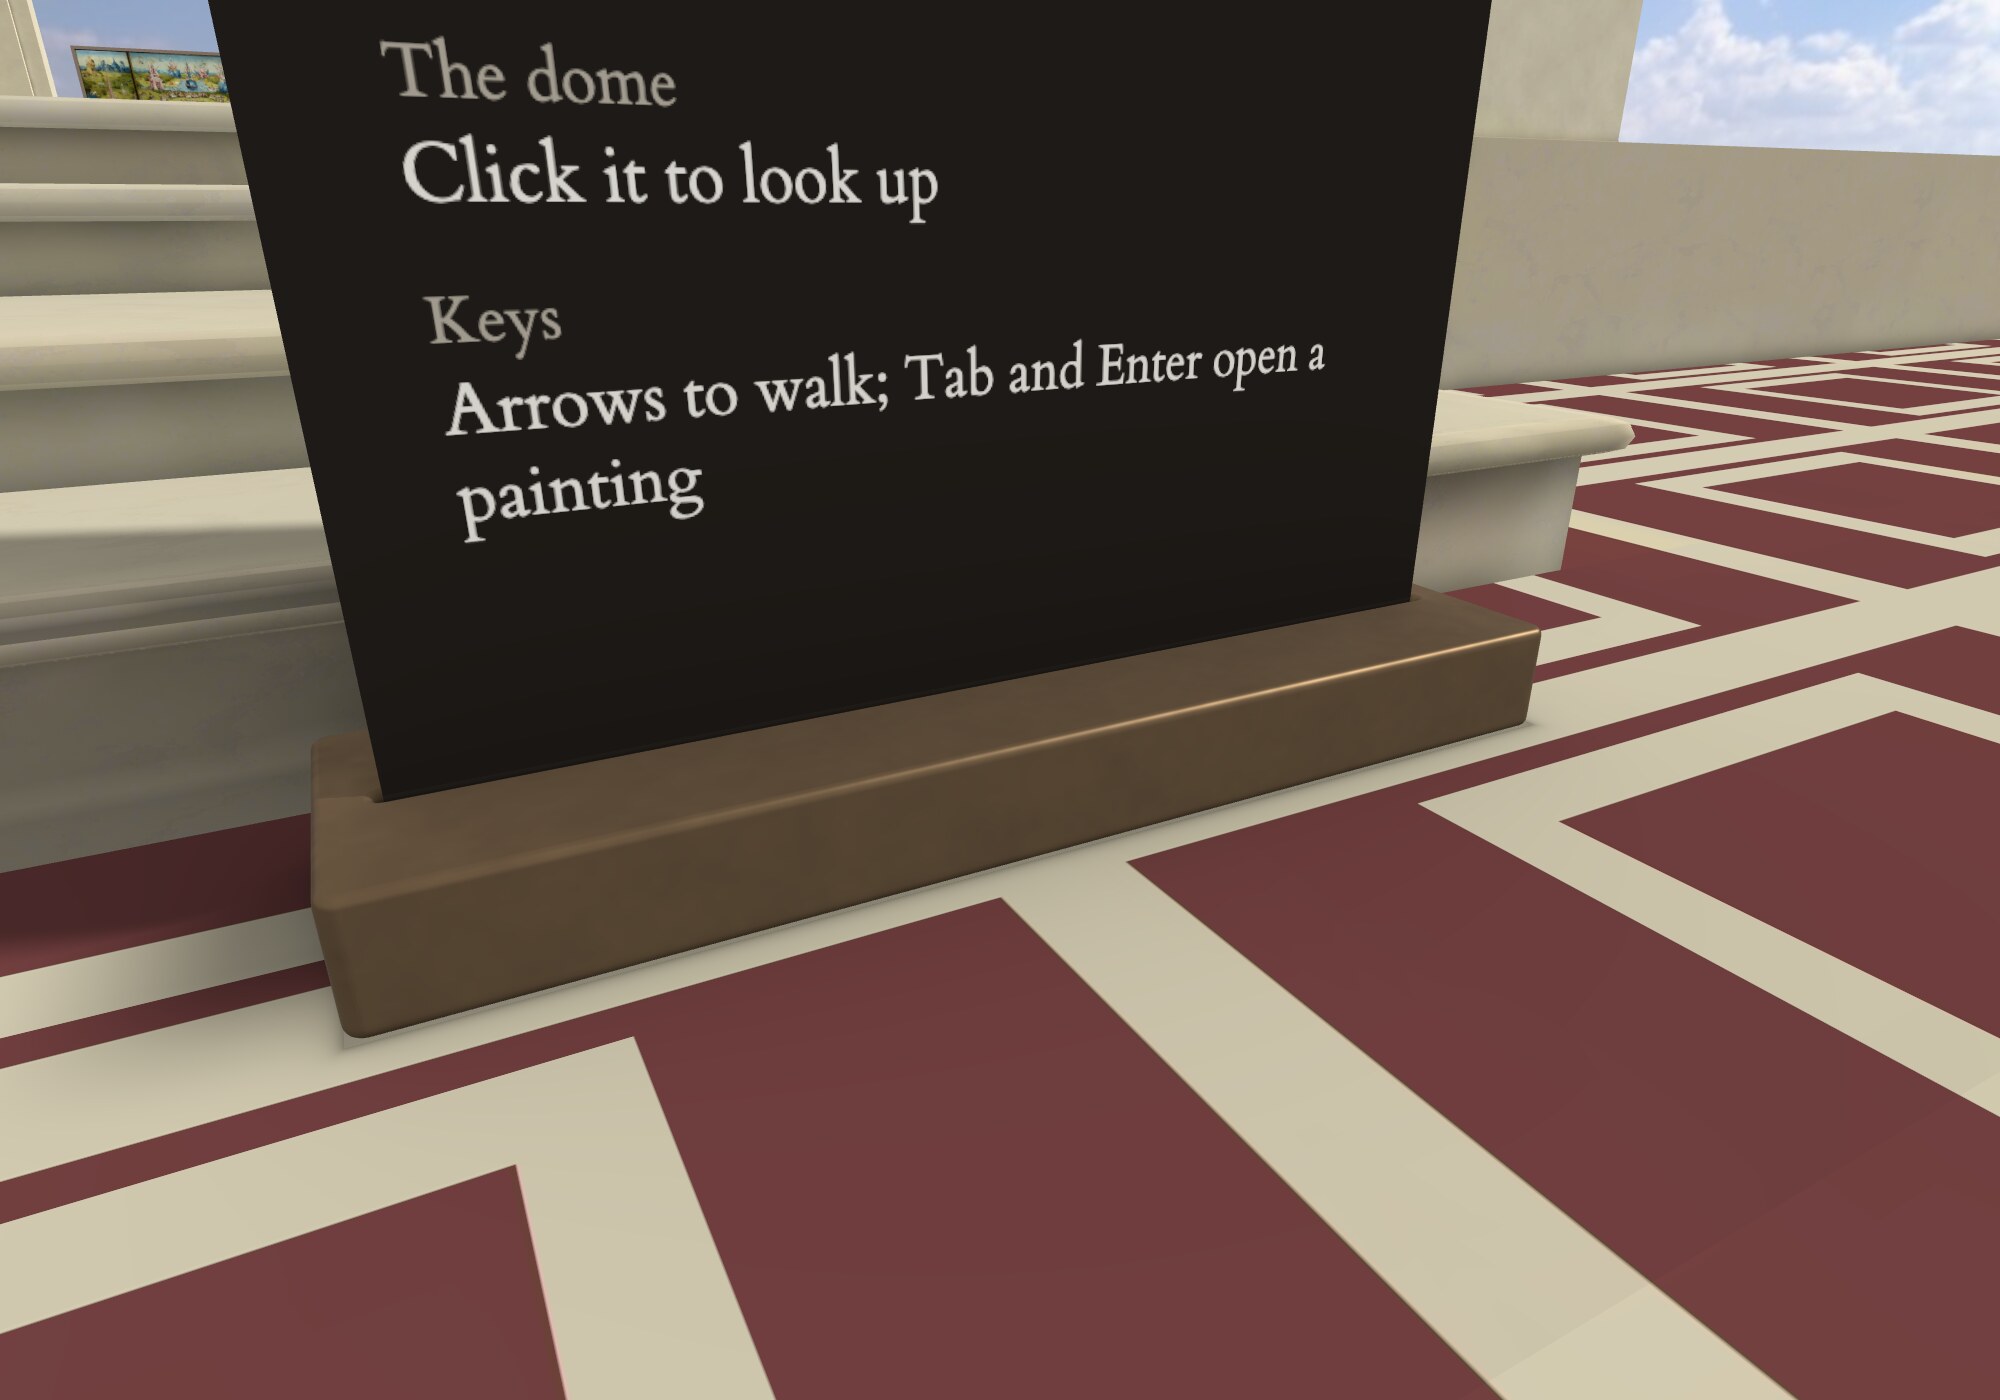 The dome
Click it to look up
Keys
Arrows to walk; Tab and Enter open a
painting